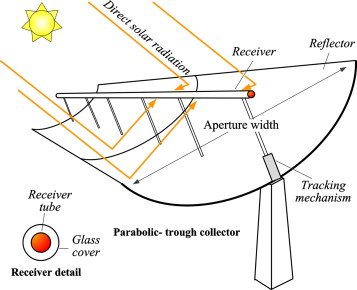 Direct solar
radiation
Receiver
Reflector
Aperture width
Tracking
mechanism
Receiver
tube
Glass
cover
Parabolic- trough collector
Receiver detail